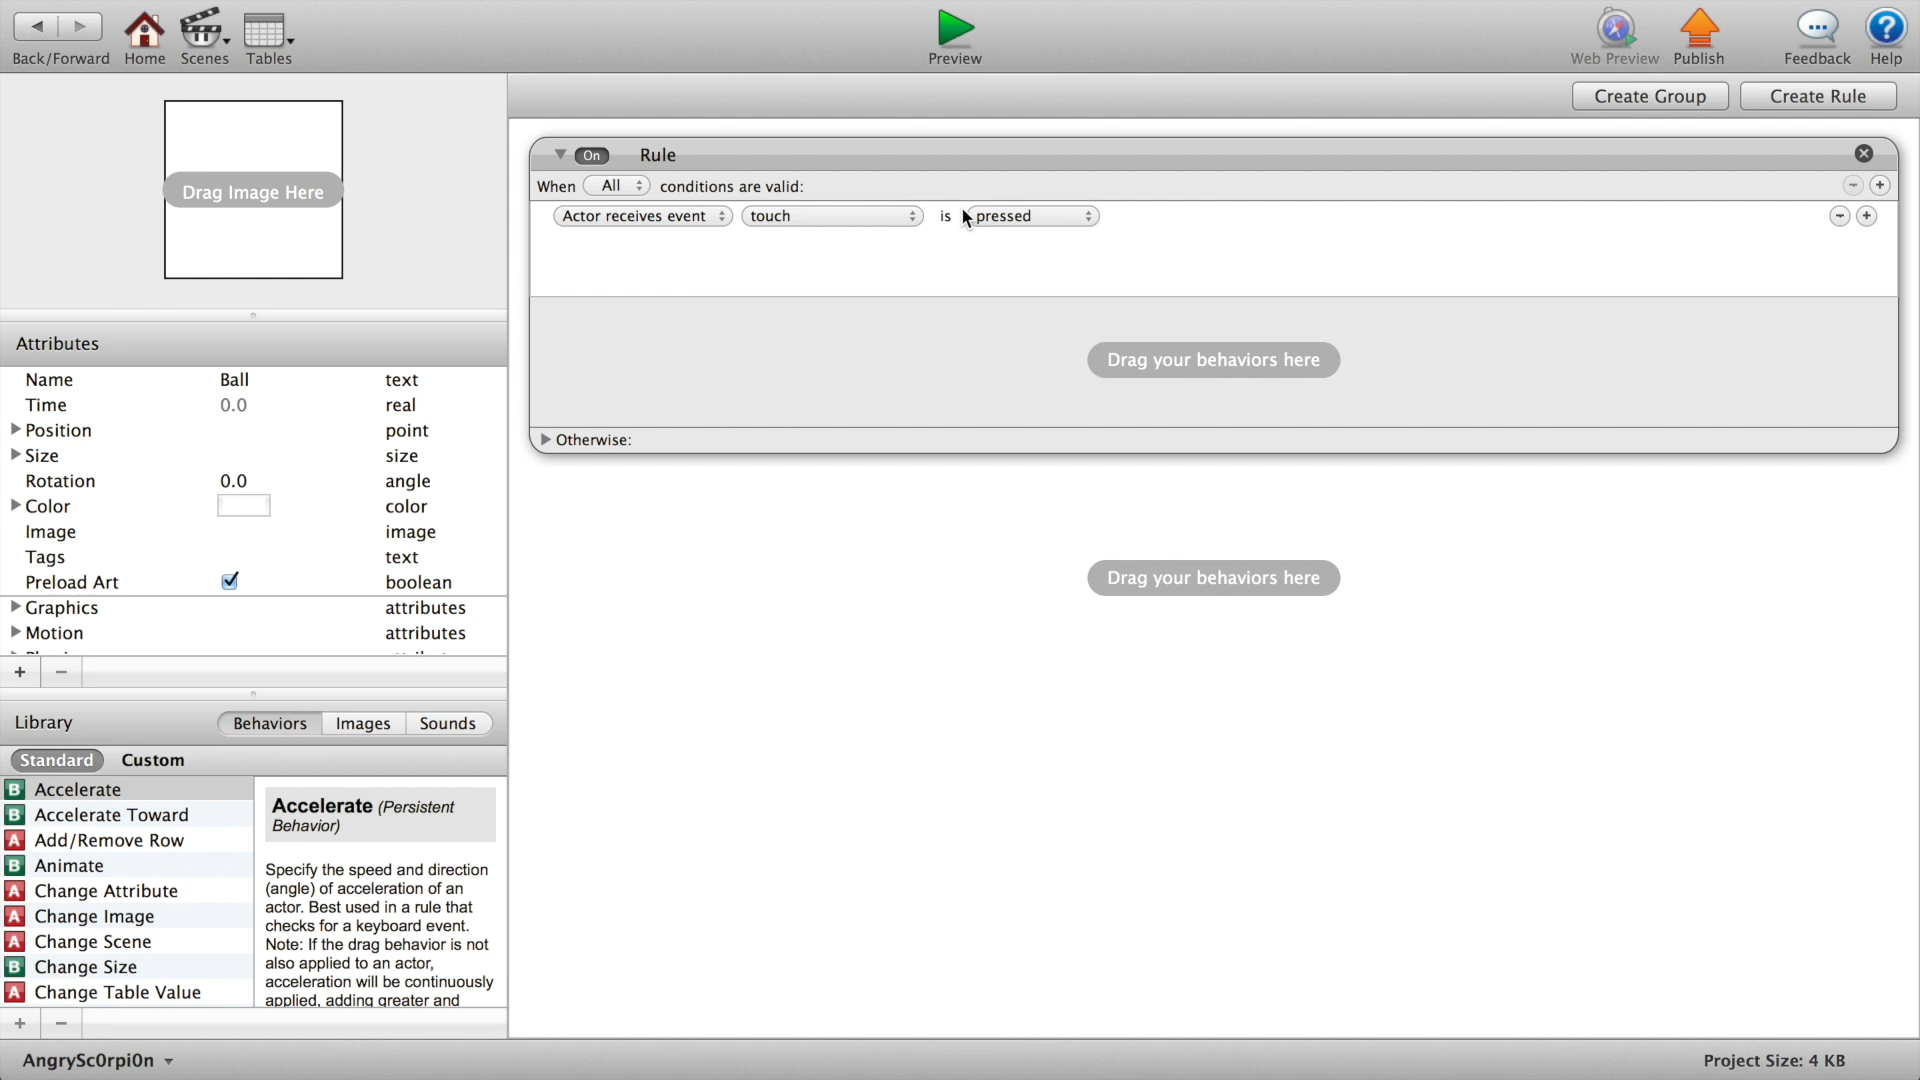 Back/Forward
Home
Scenes
Tables
Preview
Web Preview
Publish
Feedback
Help
Create Group
Create Rule
Drag Image Here
On
Rule
When All conditions are valid:
Actor receives event touch is pressed
Drag your behaviors here
Otherwise:
Drag your behaviors here
Attributes
Name Ball text
Time 0.0 real
Position point
Size size
Rotation 0.0 angle
Color color
Image image
Tags text
Preload Art boolean
Graphics attributes
Motion attributes
Library
Behaviors
Images
Sounds
Standard
Custom
B Accelerate
B Accelerate Toward
A Add/Remove Row
B Animate
A Change Attribute
A Change Image
A Change Scene
B Change Size
A Change Table Value
Accelerate (Persistent
Behavior)
Specify the speed and direction
(angle) of acceleration of an
actor. Best used in a rule that
checks for a keyboard event.
Note: If the drag behavior is not
also applied to an actor,
acceleration will be continuously
applied, adding greater and
AngrySc0rpi0n
Project Size: 4 KB